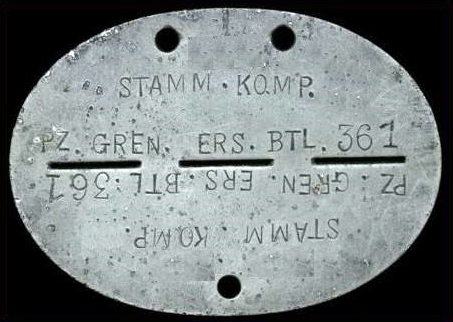 STAMM. KOMP.
PZ. GREN. ERS. BTL. 361
PZ. GREN. ERS. BTL. 361
STAMM. KOMP.